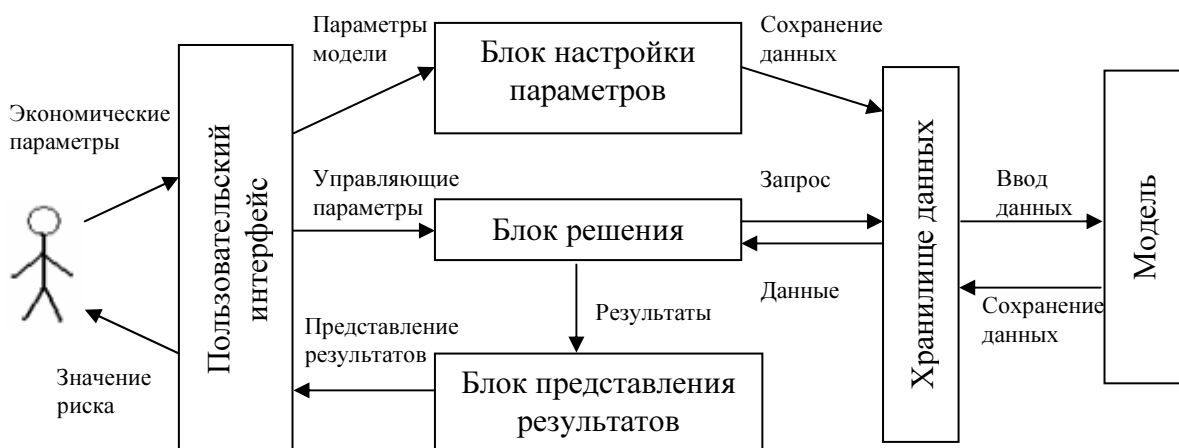 Экономические
параметры
Значение
риска
Пользовательский
интерфейс
Параметры
модели
Управляющие
параметры
Представление
результатов
Блок настройки
параметров
Блок решения
Результаты
Блок представления
результатов
Сохранение
данных
Запрос
Данные
Хранилище данных
Ввод
данных
Сохранение
данных
Модель